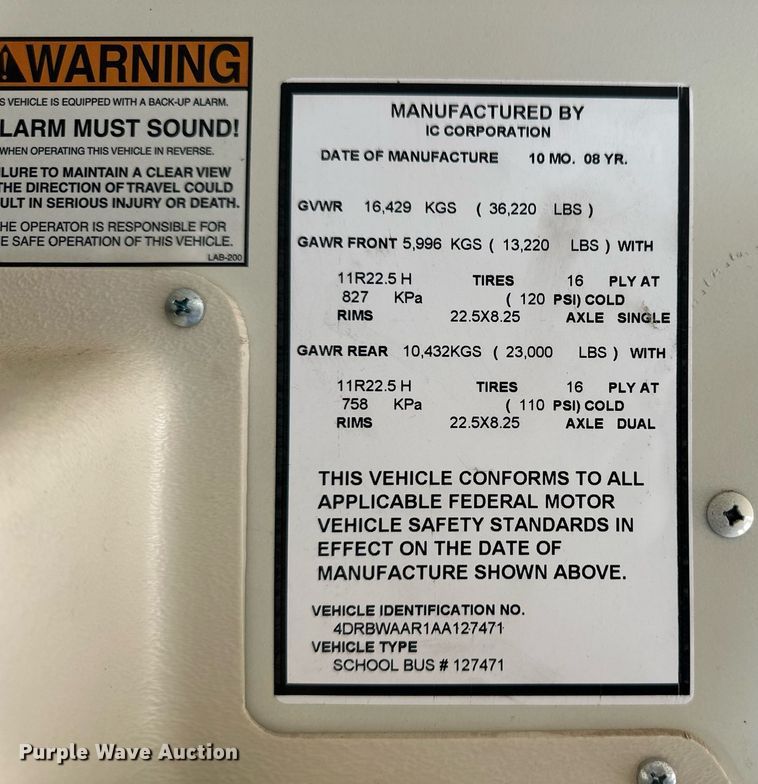 WARNING
S VEHICLE IS EQUIPPED WITH A BACK-UP ALARM.
LARM MUST SOUND!
WHEN OPERATING THIS VEHICLE IN REVERSE.
LURE TO MAINTAIN A CLEAR VIEW
THE DIRECTION OF TRAVEL COULD
ULT IN SERIOUS INJURY OR DEATH.
HE OPERATOR IS RESPONSIBLE FOR
E SAFE OPERATION OF THIS VEHICLE.
LAB-200
MANUFACTURED BY
IC CORPORATION
DATE OF MANUFACTURE 10 MO. 08 YR.
GVWR 16,429 KGS ( 36,220 LBS )
GAWR FRONT 5,996 KGS ( 13,220 LBS ) WITH
11R22.5 H TIRES 16 PLY AT
827 KPa ( 120 PSI) COLD
RIMS 22.5X8.25 AXLE SINGLE
GAWR REAR 10,432KGS ( 23,000 LBS ) WITH
11R22.5 H TIRES 16 PLY AT
758 KPa ( 110 PSI) COLD
RIMS 22.5X8.25 AXLE DUAL
THIS VEHICLE CONFORMS TO ALL
APPLICABLE FEDERAL MOTOR
VEHICLE SAFETY STANDARDS IN
EFFECT ON THE DATE OF
MANUFACTURE SHOWN ABOVE.
VEHICLE IDENTIFICATION NO.
4DRBWAAR1AA127471
VEHICLE TYPE
SCHOOL BUS # 127471
Purple Wave Auction